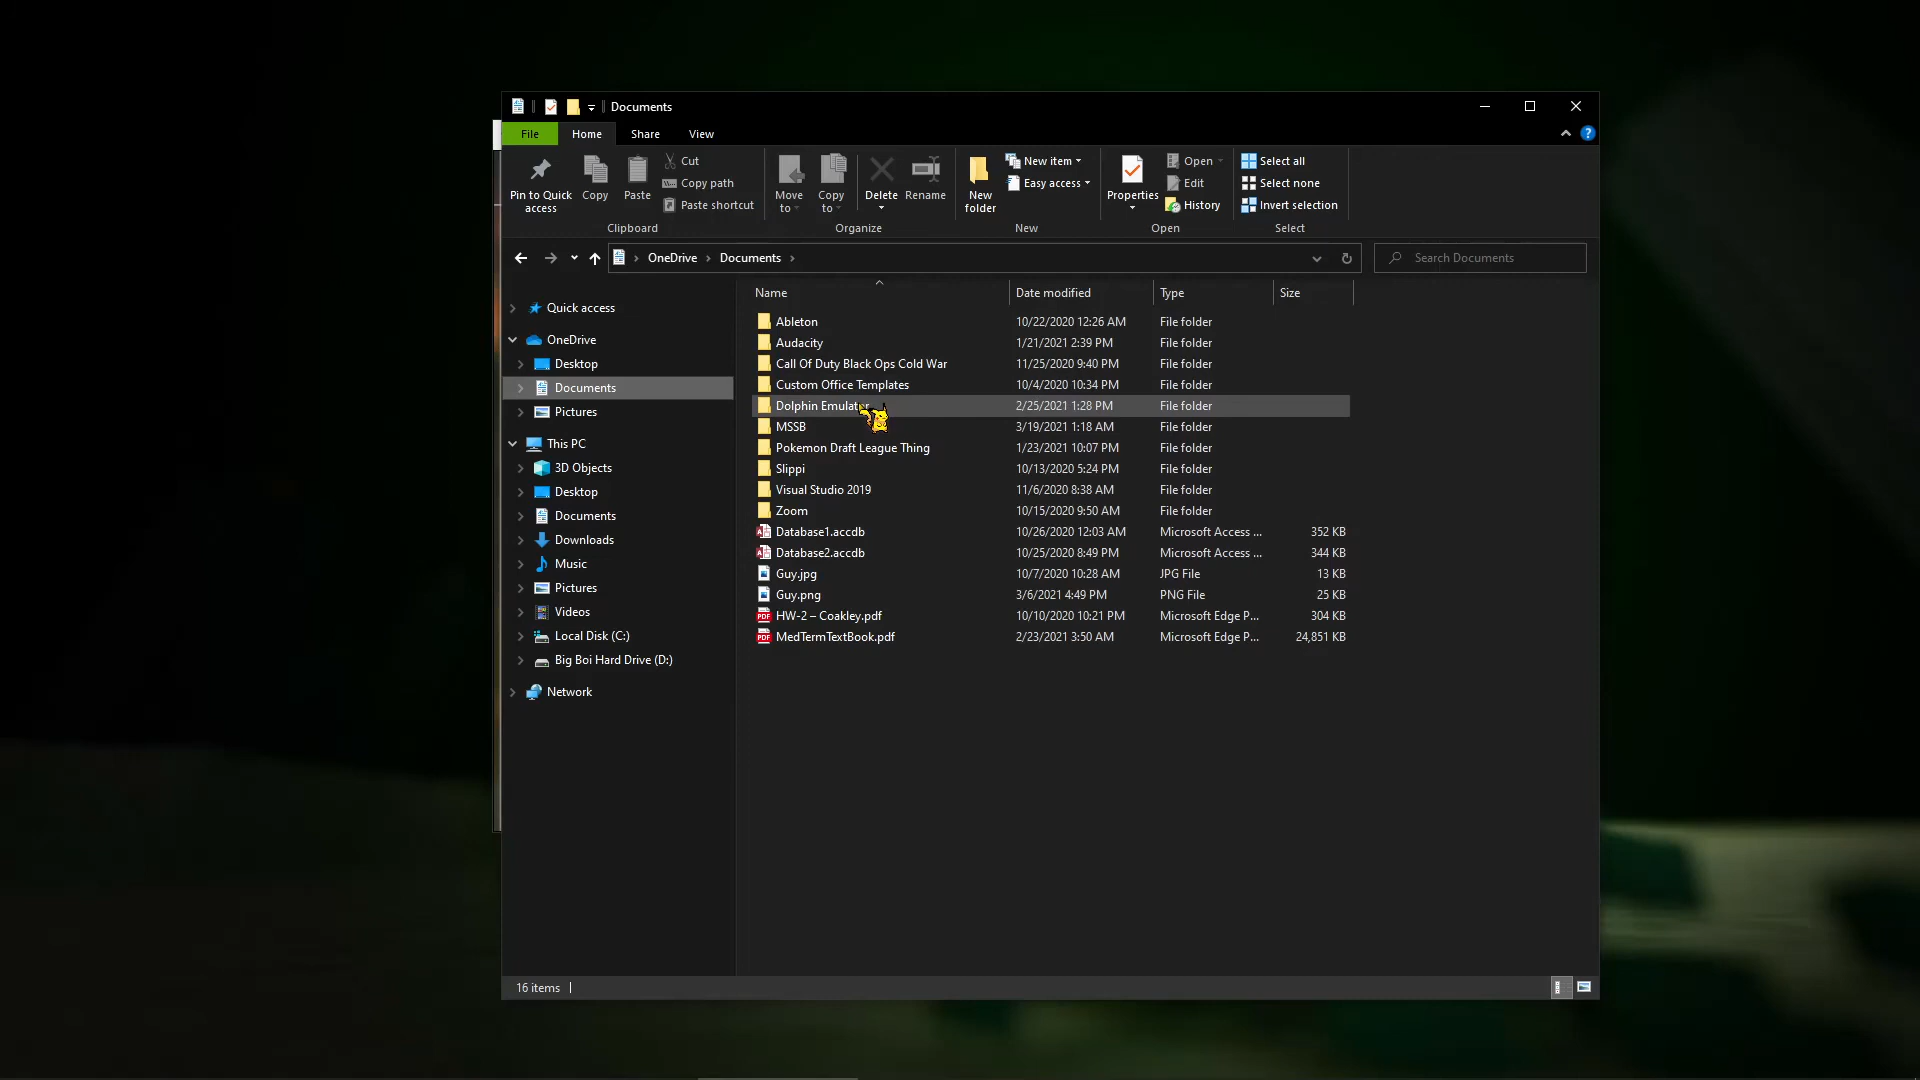 Documents
File Home Share View
Pin to Quick access
Copy
Paste
Cut
Copy path
Paste shortcut
Clipboard
Move to
Copy to
Delete
Rename
Organize
New folder
New item
Easy access
New
Properties
Open
Edit
History
Open
Select all
Select none
Invert selection
Select
OneDrive Documents
Search Documents
Quick access
OneDrive
Desktop
Documents
Pictures
This PC
3D Objects
Desktop
Documents
Downloads
Music
Pictures
Videos
Local Disk (C:)
Big Boi Hard Drive (D:)
Network
Name Date modified Type Size
Ableton 10/22/2020 12:26 AM File folder
Audacity 1/21/2021 2:39 PM File folder
Call Of Duty Black Ops Cold War 11/25/2020 9:40 PM File folder
Custom Office Templates 10/4/2020 10:34 PM File folder
Dolphin Emulator 2/25/2021 1:28 PM File folder
MSSB 3/19/2021 1:18 AM File folder
Pokemon Draft League Thing 1/23/2021 10:07 PM File folder
Slippi 10/13/2020 5:24 PM File folder
Visual Studio 2019 11/6/2020 8:38 AM File folder
Zoom 10/15/2020 9:50 AM File folder
Database1.accdb 10/26/2020 12:03 AM Microsoft Access ... 352 KB
Database2.accdb 10/25/2020 8:49 PM Microsoft Access ... 344 KB
Guy.jpg 10/7/2020 10:28 AM JPG File 13 KB
Guy.png 3/6/2021 4:49 PM PNG File 25 KB
HW-2 – Coakley.pdf 10/10/2020 10:21 PM Microsoft Edge P... 304 KB
MedTermTextBook.pdf 2/23/2021 3:50 AM Microsoft Edge P... 24,851 KB
16 items